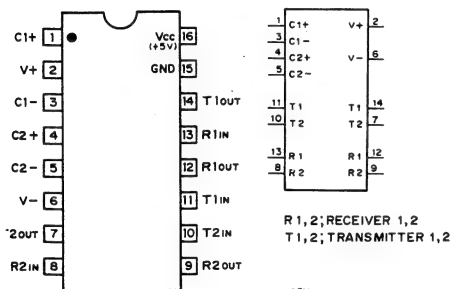 C1+ 1
V+ 2
C1- 3
C2+ 4
C2- 5
V- 6
2OUT 7
R2IN 8
Vcc 16
(+5V)
GND 15
14 T1OUT
13 R1IN
12 R1OUT
11 T1IN
10 T2IN
9 R2OUT
1 C1+ V+ 2
3 C1-
4 C2+ V- 6
5 C2-
11 T1 T1 14
10 T2 T2 7
13 R1 R1 12
8 R2 R2 9
R1,2;RECEIVER 1,2
T1,2;TRANSMITTER 1,2